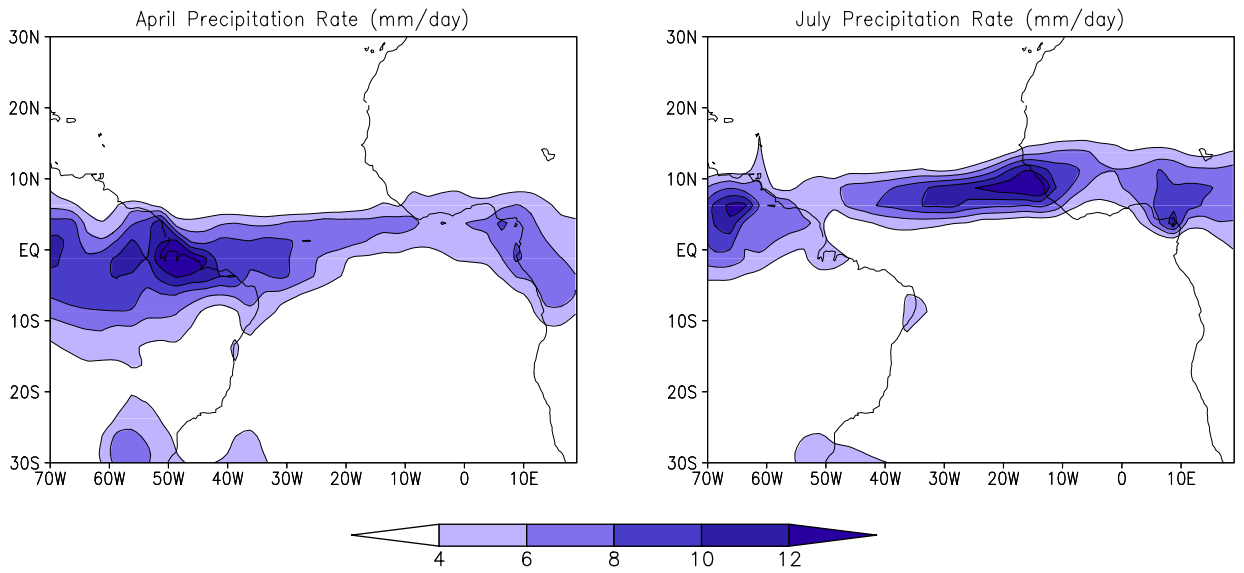 April Precipitation Rate (mm/day)
30N
20N
10N
EQ
10S
20S
30S
70W 60W 50W 40W 30W 20W 10W 0 10E
July Precipitation Rate (mm/day)
30N
20N
10N
EQ
10S
20S
30S
70W 60W 50W 40W 30W 20W 10W 0 10E
4 6 8 10 12